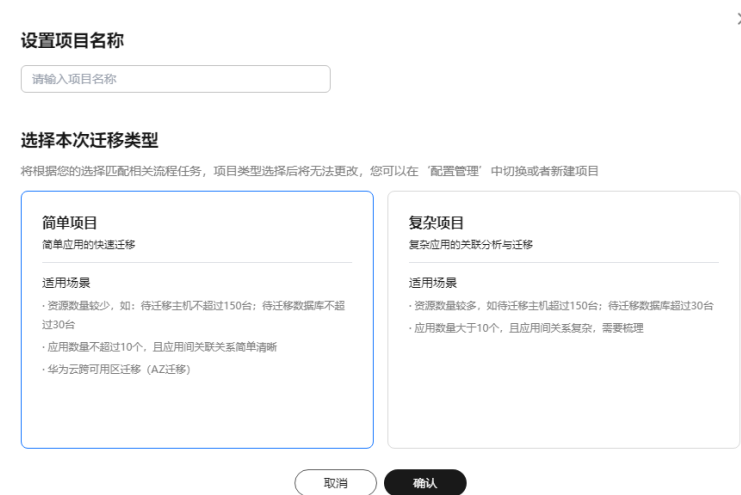 设置项目名称
请输入项目名称
选择本次迁移类型
将根据您的选择匹配相关流程任务，项目类型选择后将无法更改，您可以在‘配置管理’中切换或者新建项目
简单项目
简单应用的快速迁移
适用场景
· 资源数量较少，如：待迁移主机不超过150台；待迁移数据库不超
过30台
· 应用数量不超过10个，且应用间关联关系简单清晰
· 华为云跨可用区迁移（AZ迁移）
复杂项目
复杂应用的关联分析与迁移
适用场景
· 资源数量较多，如待迁移主机超过150台；待迁移数据库超过30台
· 应用数量大于10个，且应用间关系复杂，需要梳理
取消
确认